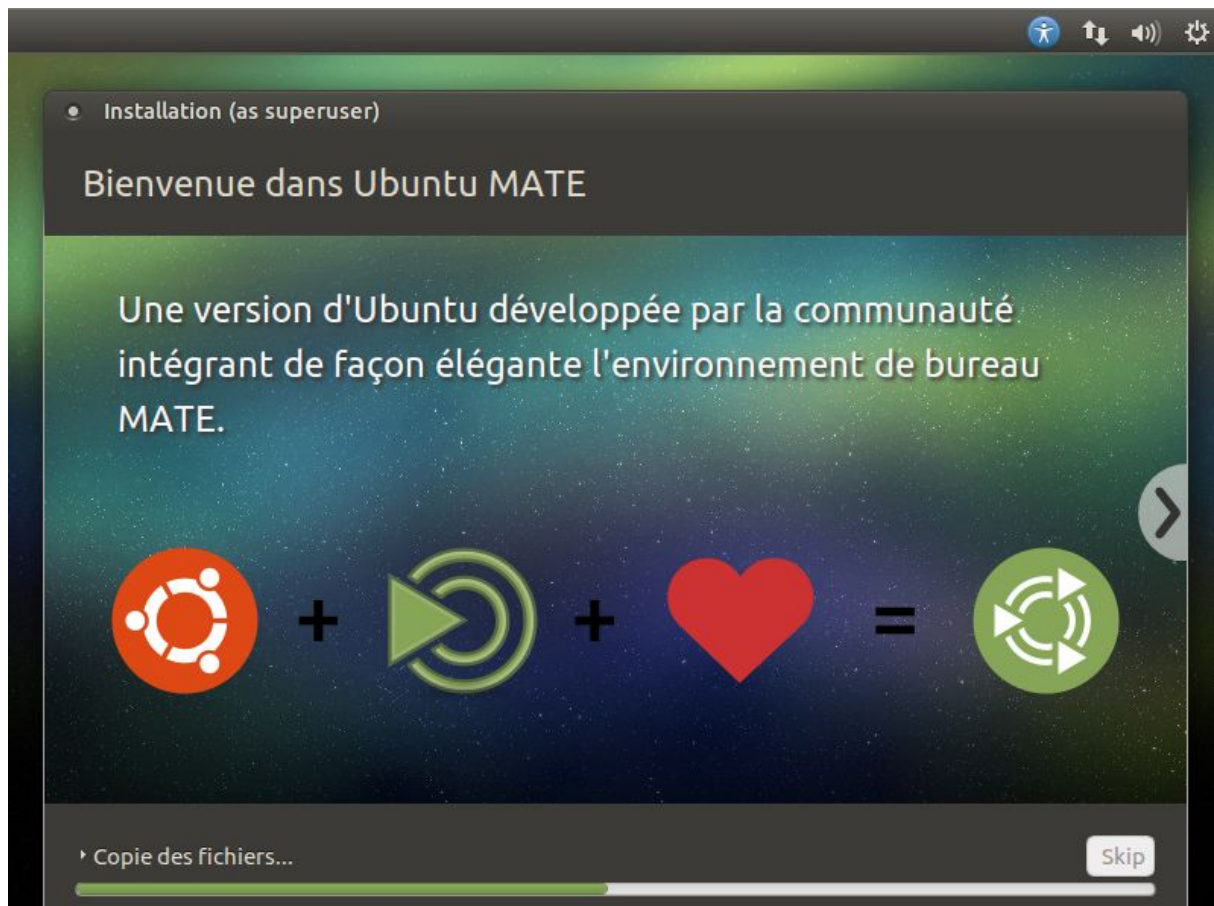 Installation (as superuser)
Bienvenue dans Ubuntu MATE
Une version d'Ubuntu développée par la communauté
intégrant de façon élégante l'environnement de bureau
MATE.
+ + =
Copie des fichiers...
Skip